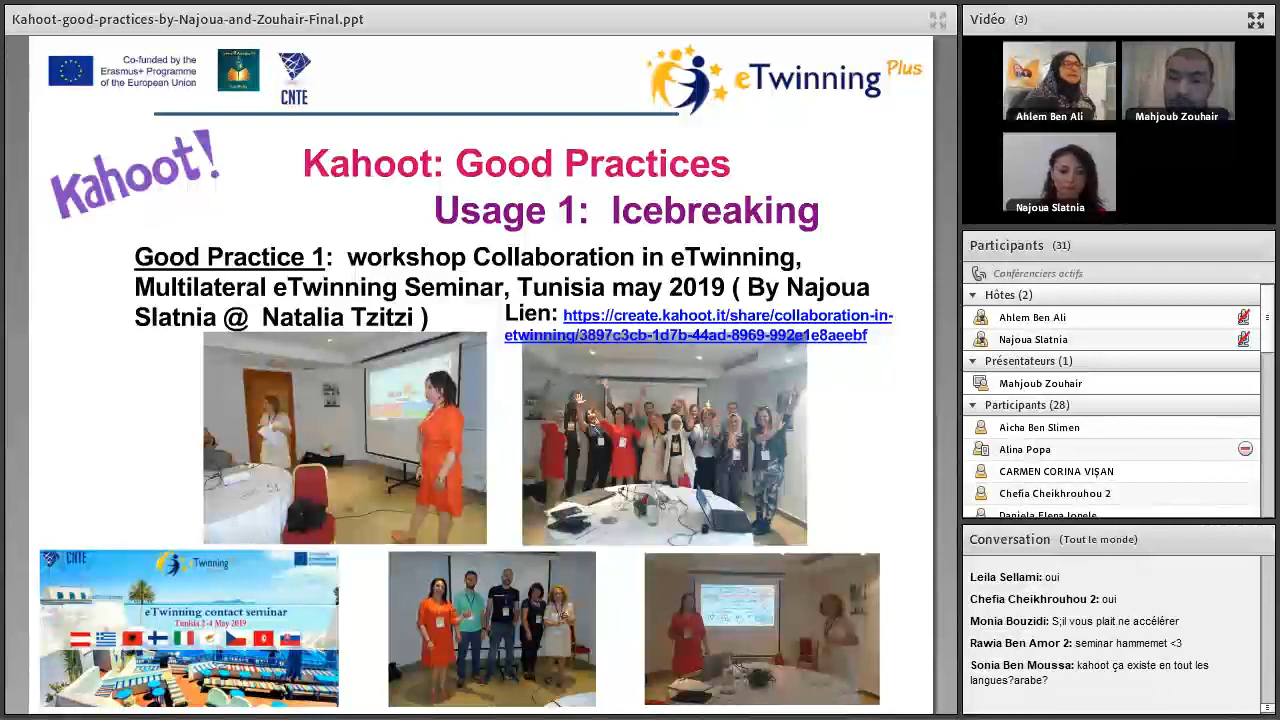 Kahoot-good-practices-by-Najoua-and-Zouhair-Final.ppt
Co-funded by the
Erasmus+ Programme
of the European Union
CNTE
eTwinning Plus
Kahoot!
Kahoot: Good Practices
Usage 1: Icebreaking
Good Practice 1: workshop Collaboration in eTwinning,
Multilateral eTwinning Seminar, Tunisia may 2019 ( By Najoua
Slatnia @ Natalia Tzitzi )
Lien: https://create.kahoot.it/share/collaboration-in-
etwinning/3897c3cb-1d7b-44ad-8969-992e1e8aeebf
CNTE
eTwinning
eTwinning contact seminar
Tunisia 2-4 May 2019
Vidéo (3)
Ahlem Ben Ali
Mahjoub Zouhair
Najoua Slatnia
Participants (31)
Conférenciers actifs
Hôtes (2)
Ahlem Ben Ali
Najoua Slatnia
Présentateurs (1)
Mahjoub Zouhair
Participants (28)
Aicha Ben Slimen
Alina Popa
CARMEN CORINA VIŞAN
Chefia Cheikhrouhou 2
Daniela Elena Ionele
Conversation (Tout le monde)
Leila Sellami: oui
Chefia Cheikhrouhou 2: oui
Monia Bouzidi: S;il vous plait ne accélérer
Rawia Ben Amor 2: seminar hammemet <3
Sonia Ben Moussa: kahoot ça existe en tout les
langues?arabe?